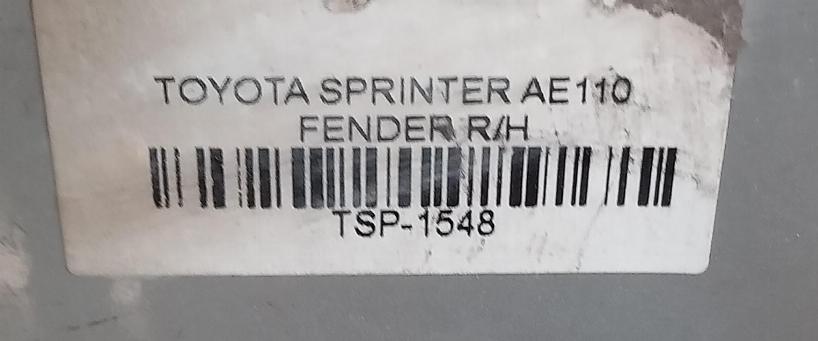 TOYOTA SPRINTER AE110
FENDER R/H
TSP-1548